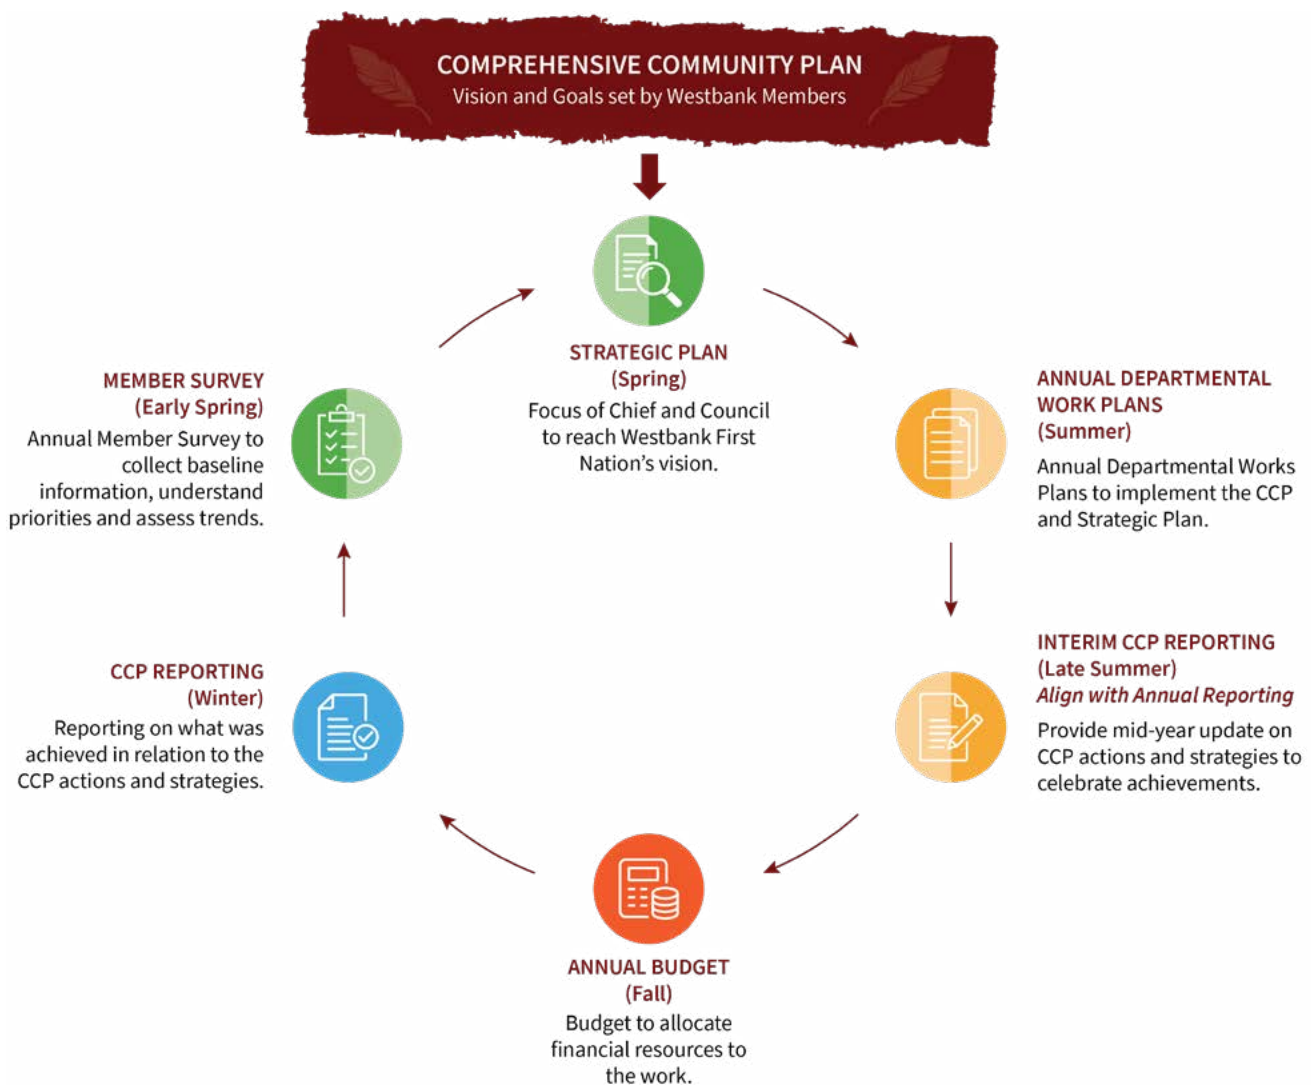 COMPREHENSIVE COMMUNITY PLAN
Vision and Goals set by Westbank Members
STRATEGIC PLAN
(Spring)
Focus of Chief and Council
to reach Westbank First
Nation's vision.
ANNUAL DEPARTMENTAL
WORK PLANS
(Summer)
Annual Departmental Works
Plans to implement the CCP
and Strategic Plan.
INTERIM CCP REPORTING
(Late Summer)
Align with Annual Reporting
Provide mid-year update on
CCP actions and strategies to
celebrate achievements.
ANNUAL BUDGET
(Fall)
Budget to allocate
financial resources to
the work.
CCP REPORTING
(Winter)
Reporting on what was
achieved in relation to the
CCP actions and strategies.
MEMBER SURVEY
(Early Spring)
Annual Member Survey to
collect baseline
information, understand
priorities and assess trends.